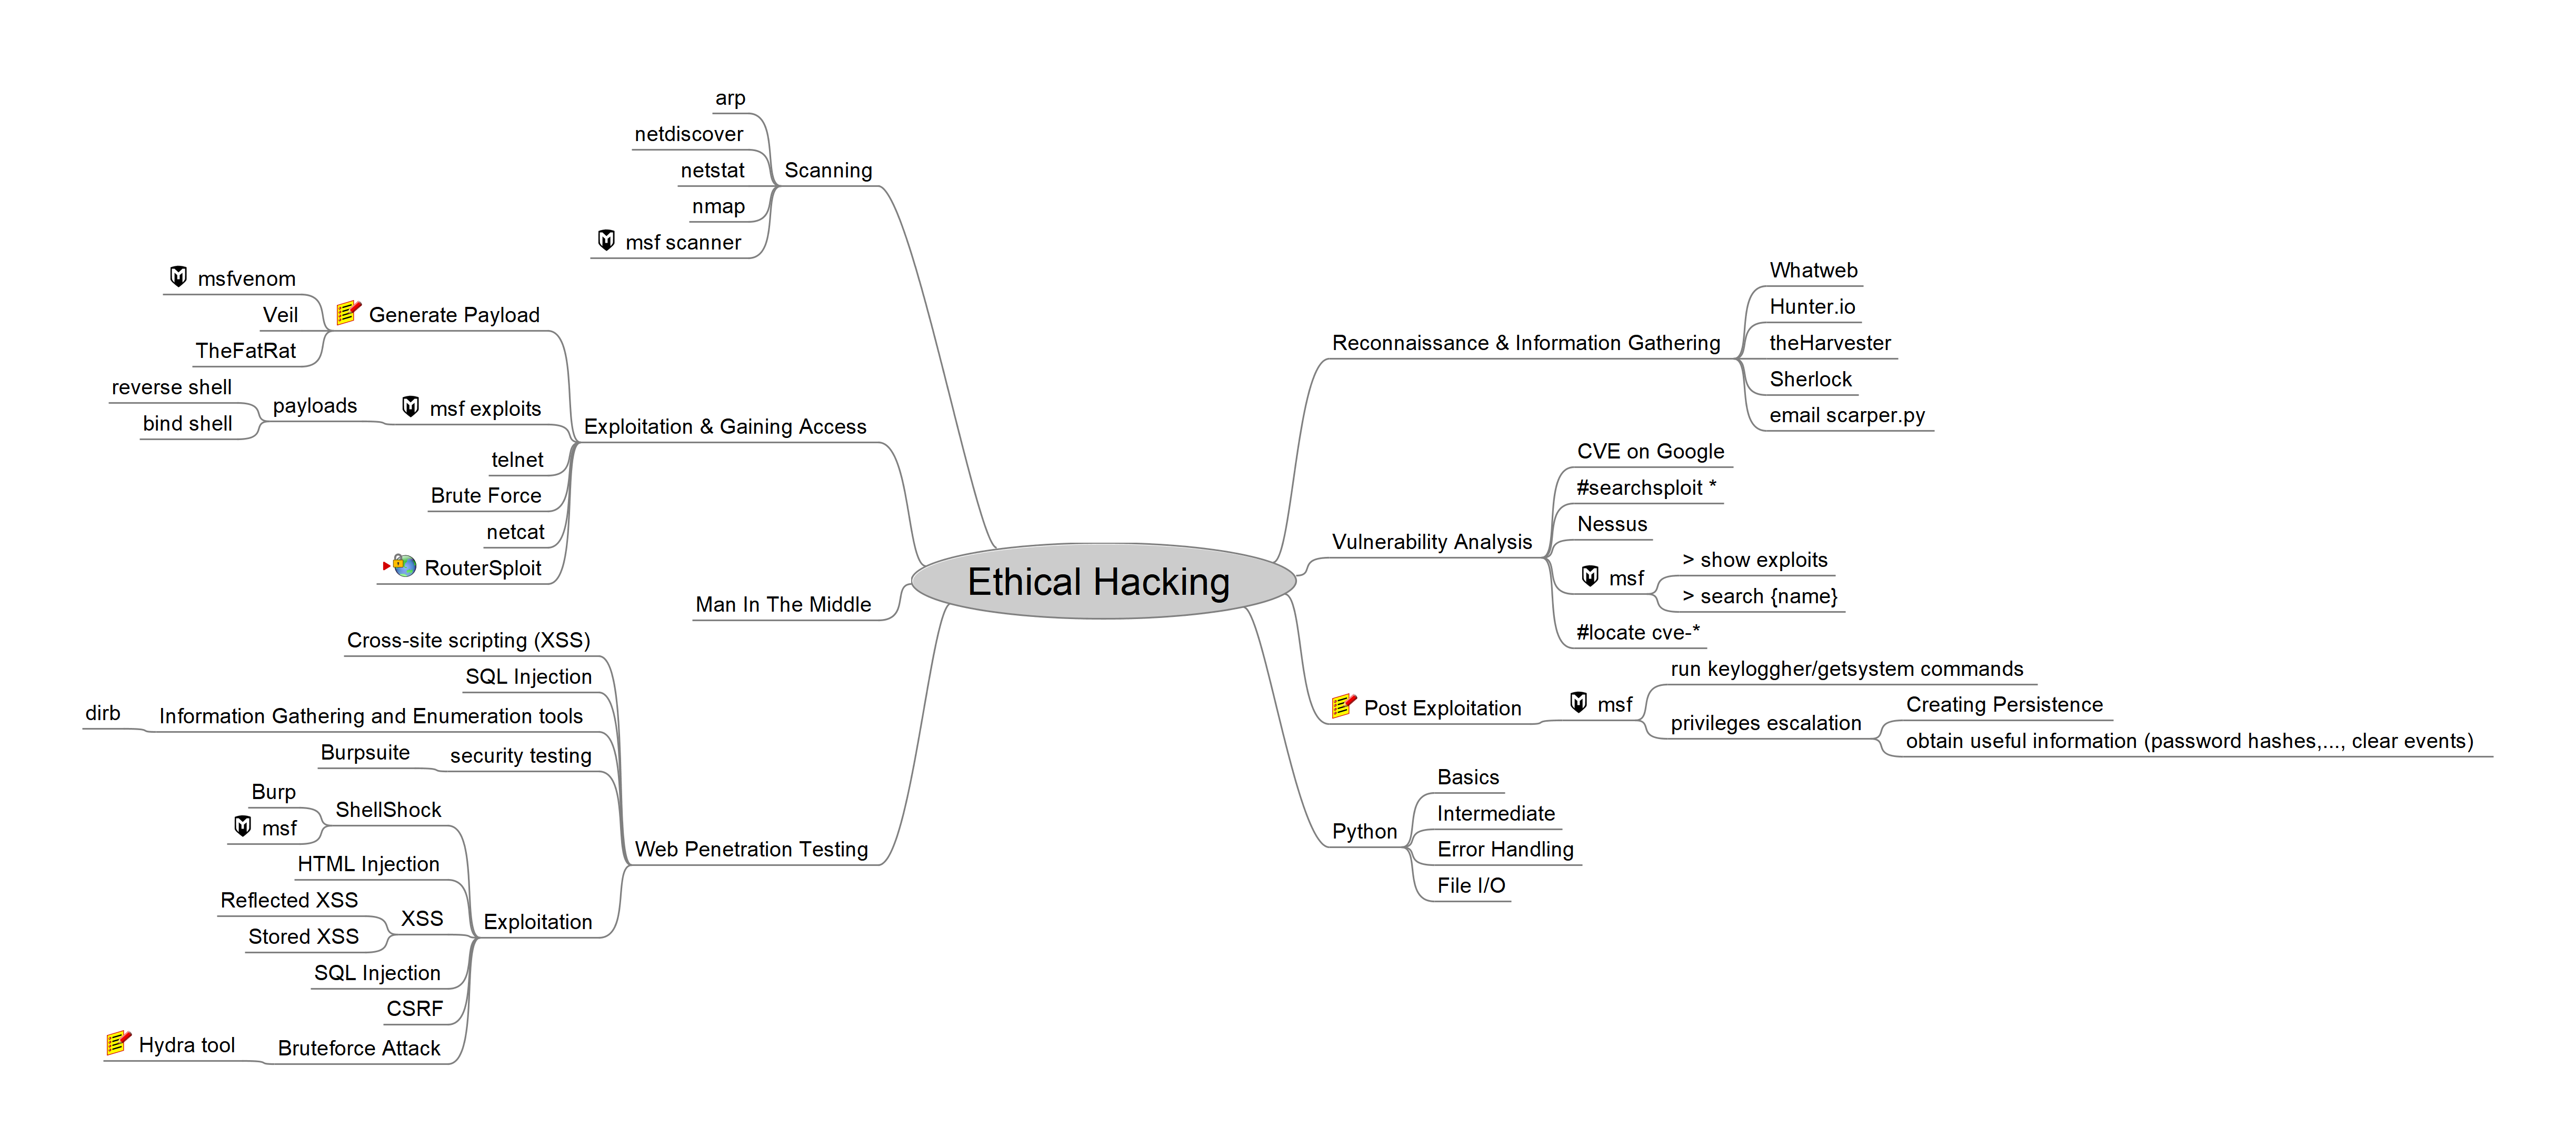 arp
netdiscover
netstat
nmap
msf scanner
Scanning
msfvenom
Veil
TheFatRat
Generate Payload
reverse shell
bind shell
payloads
msf exploits
telnet
Brute Force
netcat
RouterSploit
Exploitation & Gaining Access
Man In The Middle
Cross-site scripting (XSS)
SQL Injection
dirb
Information Gathering and Enumeration tools
Burpsuite
security testing
Burp
msf
ShellShock
HTML Injection
Reflected XSS
Stored XSS
XSS
SQL Injection
CSRF
Hydra tool
Bruteforce Attack
Exploitation
Web Penetration Testing
Ethical Hacking
Reconnaissance & Information Gathering
Whatweb
Hunter.io
theHarvester
Sherlock
email scarper.py
Vulnerability Analysis
CVE on Google
#searchsploit *
Nessus
msf
> show exploits
> search {name}
#locate cve-*
Post Exploitation
msf
run keyloggher/getsystem commands
privileges escalation
Creating Persistence
obtain useful information (password hashes,..., clear events)
Python
Basics
Intermediate
Error Handling
File I/O